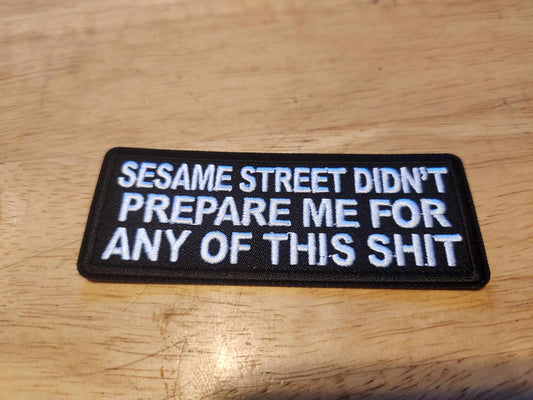 SESAME STREET DIDN'T
PREPARE ME FOR
ANY OF THIS SHIT